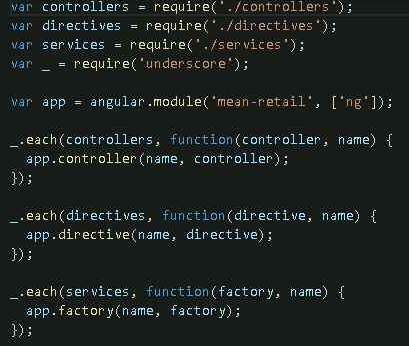 var controllers = require('./controllers');
var directives = require('./directives');
var services = require('./services');
var _ = require('underscore');
var app = angular.module('mean-retail', ['ng']);
_.each(controllers, function(controller, name) {
  app.controller(name, controller);
});
_.each(directives, function(directive, name) {
  app.directive(name, directive);
});
_.each(services, function(factory, name) {
  app.factory(name, factory);
});